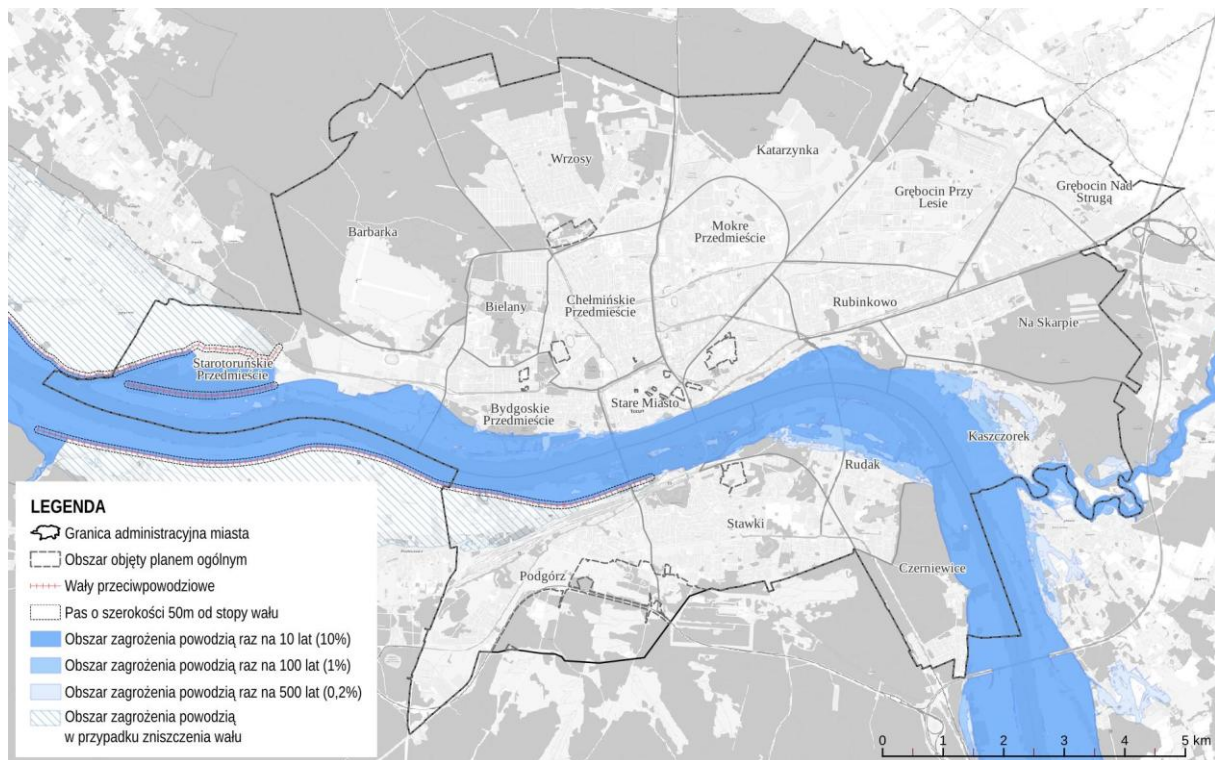 Wrzosy
Katarzynka
Grębocin Przy
Lesie
Grębocin Nad
Strugą
Barbarka
Mokre
Przedmieście
Bielany
Chełmińskie
Przedmieście
Rubinkowo
Na Skarpie
Starotoruńskie
Przedmieście
Bydgoskie
Przedmieście
Stare Miasto
Kaszczorek
Rudak
Stawki
Podgórz
Czerniewice
LEGENDA
Granica administracyjna miasta
Obszar objęty planem ogólnym
Wały przeciwpowodziowe
Pas o szerokości 50m od stopy wału
Obszar zagrożenia powodzią raz na 10 lat (10%)
Obszar zagrożenia powodzią raz na 100 lat (1%)
Obszar zagrożenia powodzią raz na 500 lat (0,2%)
Obszar zagrożenia powodzią
w przypadku zniszczenia wału
0 1 2 3 4 5 km